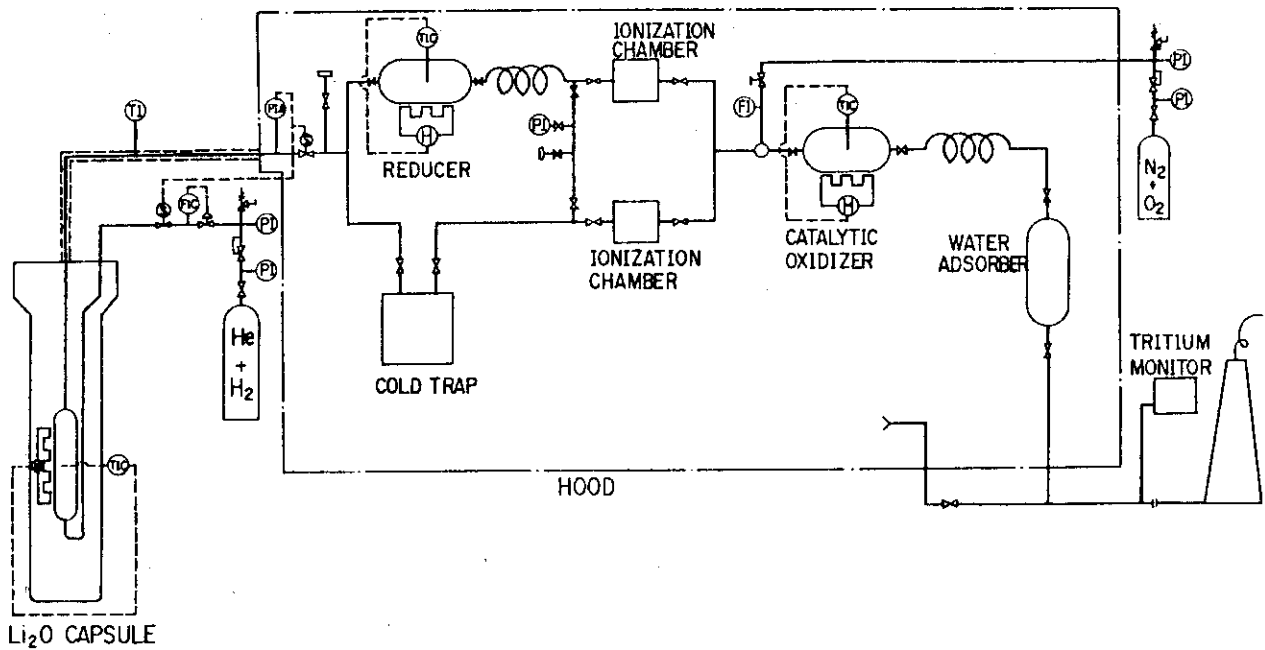 IONIZATION
CHAMBER
TIC
PI
TI
PIA
FI
TIC
PI
PI
H
REDUCER
H
N₂
+
O₂
FIC
PI
PI
IONIZATION
CHAMBER
CATALYTIC
OXIDIZER
WATER
ADSORBER
He
+
H₂
COLD TRAP
TRITIUM
MONITOR
TIC
HOOD
Li₂O CAPSULE